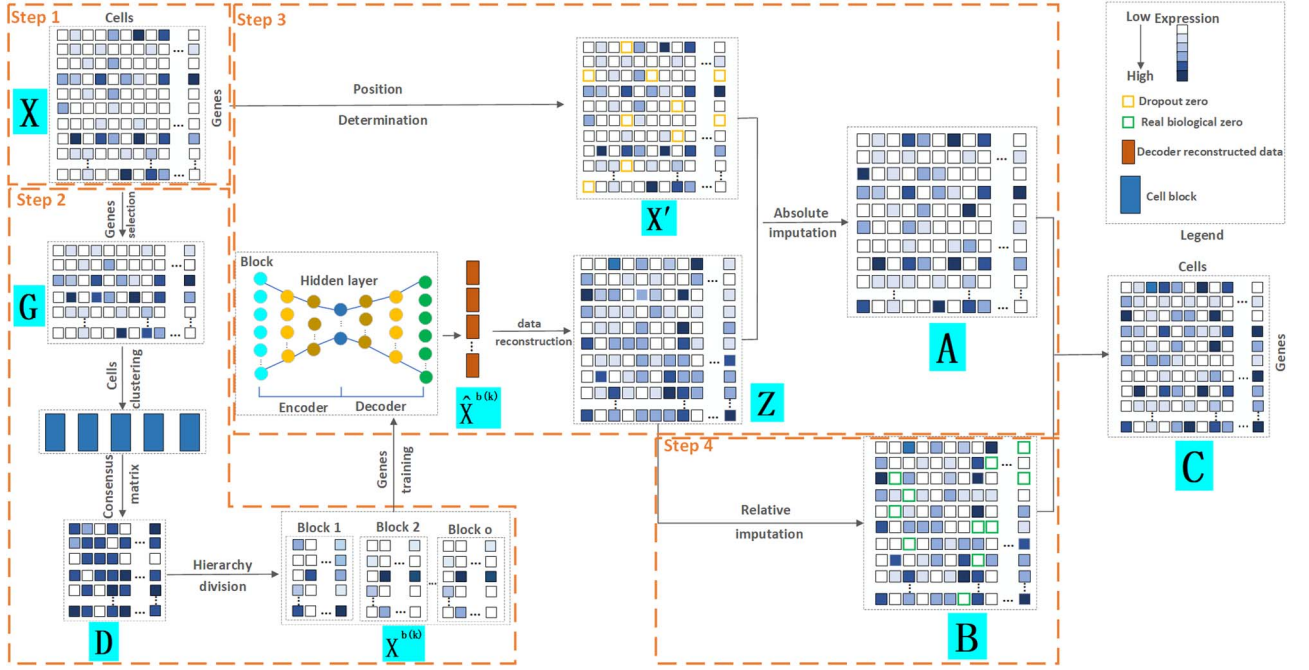 Step 1
Cells
X
Genes
Step 2
Genes
selection
G
Cells
clustering
Consensus
matrix
D
Hierarchy
division
Block 1
Block 2
Block o
X b(k)
Genes
training
Step 3
Position
Determination
X′
Block
Hidden layer
Encoder
Decoder
X̂ b(k)
data
reconstruction
Z
Absolute
imputation
A
Step 4
Relative
imputation
B
Low
Expression
High
Dropout zero
Real biological zero
Decoder reconstructed data
Cell block
Legend
Cells
Genes
C